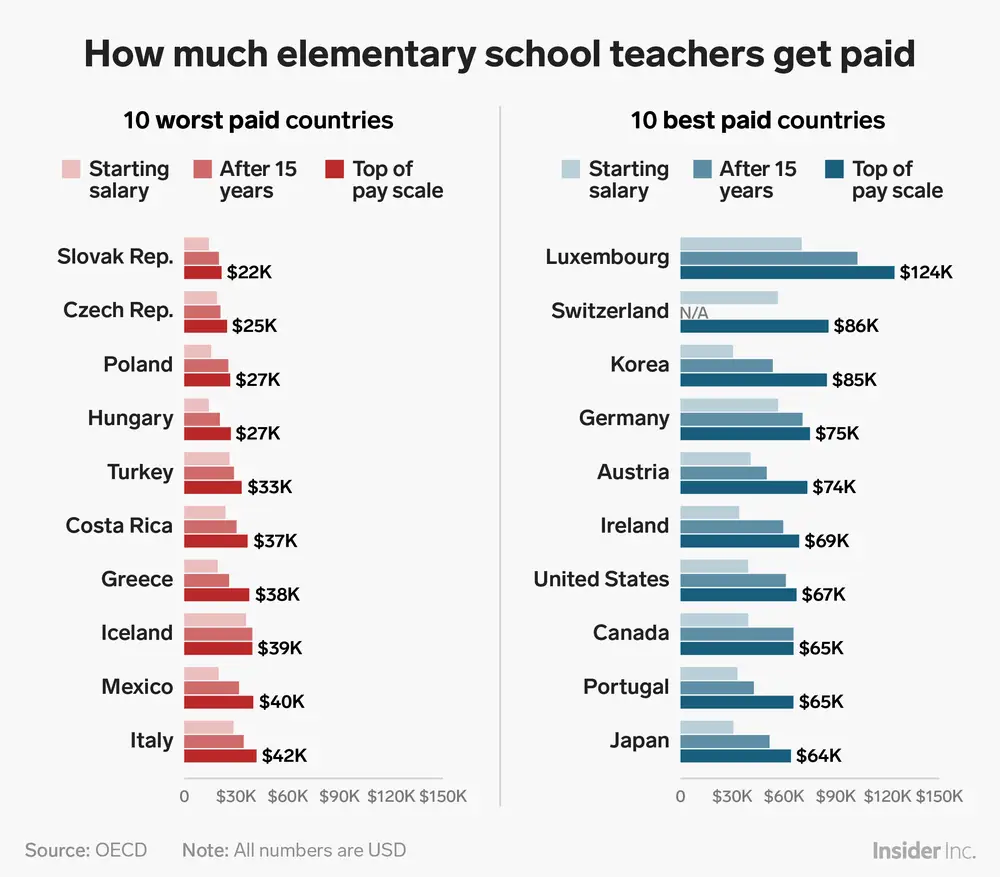 How much elementary school teachers get paid
10 worst paid countries
Starting salary
After 15 years
Top of pay scale
Slovak Rep.
$22K
Czech Rep.
$25K
Poland
$27K
Hungary
$27K
Turkey
$33K
Costa Rica
$37K
Greece
$38K
Iceland
$39K
Mexico
$40K
Italy
$42K
0 $30K $60K $90K $120K $150K
10 best paid countries
Starting salary
After 15 years
Top of pay scale
Luxembourg
$124K
Switzerland
N/A
$86K
Korea
$85K
Germany
$75K
Austria
$74K
Ireland
$69K
United States
$67K
Canada
$65K
Portugal
$65K
Japan
$64K
0 $30K $60K $90K $120K $150K
Source: OECD Note: All numbers are USD
Insider Inc.